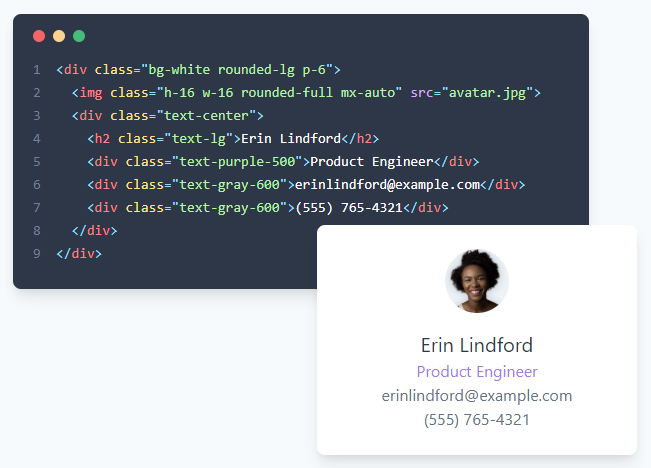 1 <div class="bg-white rounded-lg p-6">
2   <img class="h-16 w-16 rounded-full mx-auto" src="avatar.jpg">
3   <div class="text-center">
4     <h2 class="text-lg">Erin Lindford</h2>
5     <div class="text-purple-500">Product Engineer</div>
6     <div class="text-gray-600">erinlindford@example.com</div>
7     <div class="text-gray-600">(555) 765-4321</div>
8   </div>
9 </div>
Erin Lindford
Product Engineer
erinlindford@example.com
(555) 765-4321